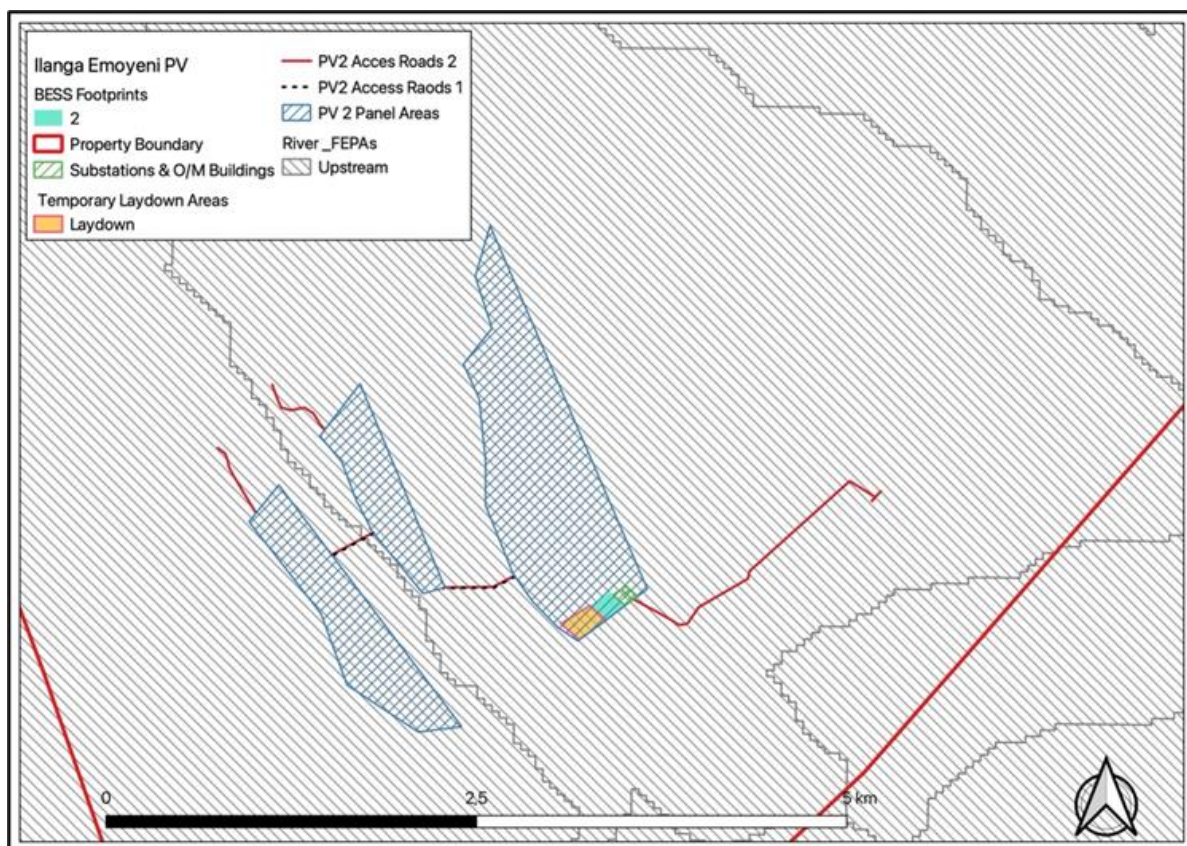 Ilanga Emoyeni PV
BESS Footprints
2
Property Boundary
Substations & O/M Buildings
Temporary Laydown Areas
Laydown
PV2 Acces Roads 2
PV2 Access Raods 1
PV 2 Panel Areas
River _FEPAs
Upstream
0
2,5
5 km